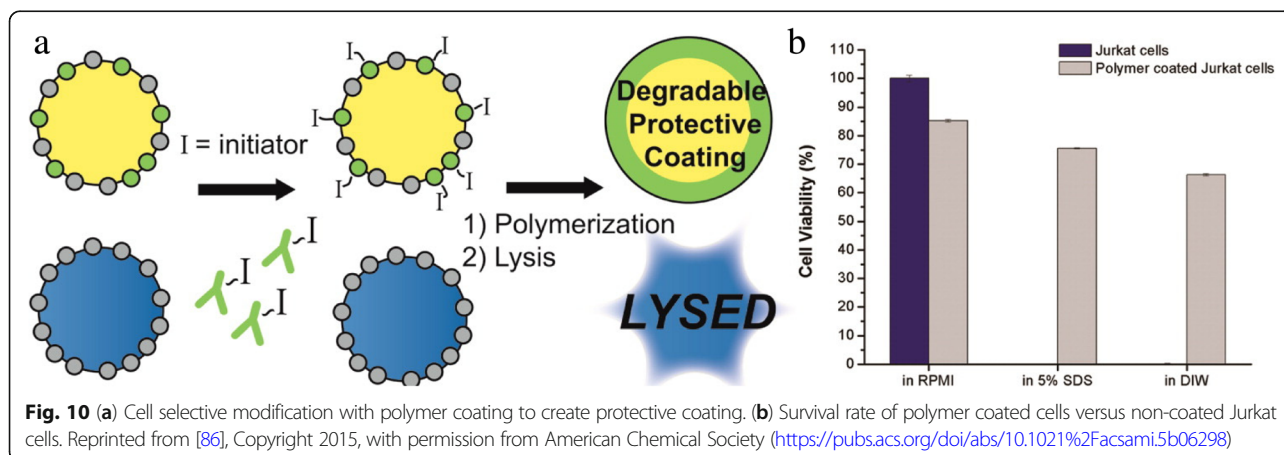 a
I
I
I
I
I
I
I
I = initiator
I
I
I
Degradable
Protective
Coating
1) Polymerization
2) Lysis
LYSED
b
Jurkat cells
Polymer coated Jurkat cells
Cell Viability (%)
110
100
90
80
70
60
50
40
30
20
10
0
in RPMI
in 5% SDS
in DIW
Fig. 10 (a) Cell selective modification with polymer coating to create protective coating. (b) Survival rate of polymer coated cells versus non-coated Jurkat
cells. Reprinted from [86], Copyright 2015, with permission from American Chemical Society (https://pubs.acs.org/doi/abs/10.1021%2Facsami.5b06298)